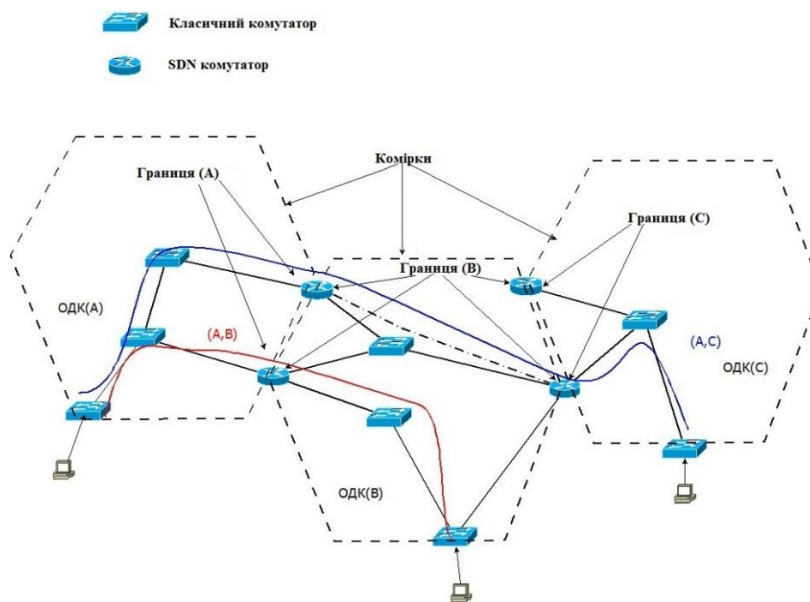 Класичний комутатор
SDN комутатор
Комірки
Границя (А)
Границя (С)
Границя (В)
ОДК(А)
(А,В)
(А,С)
ОДК(С)
ОДК(В)